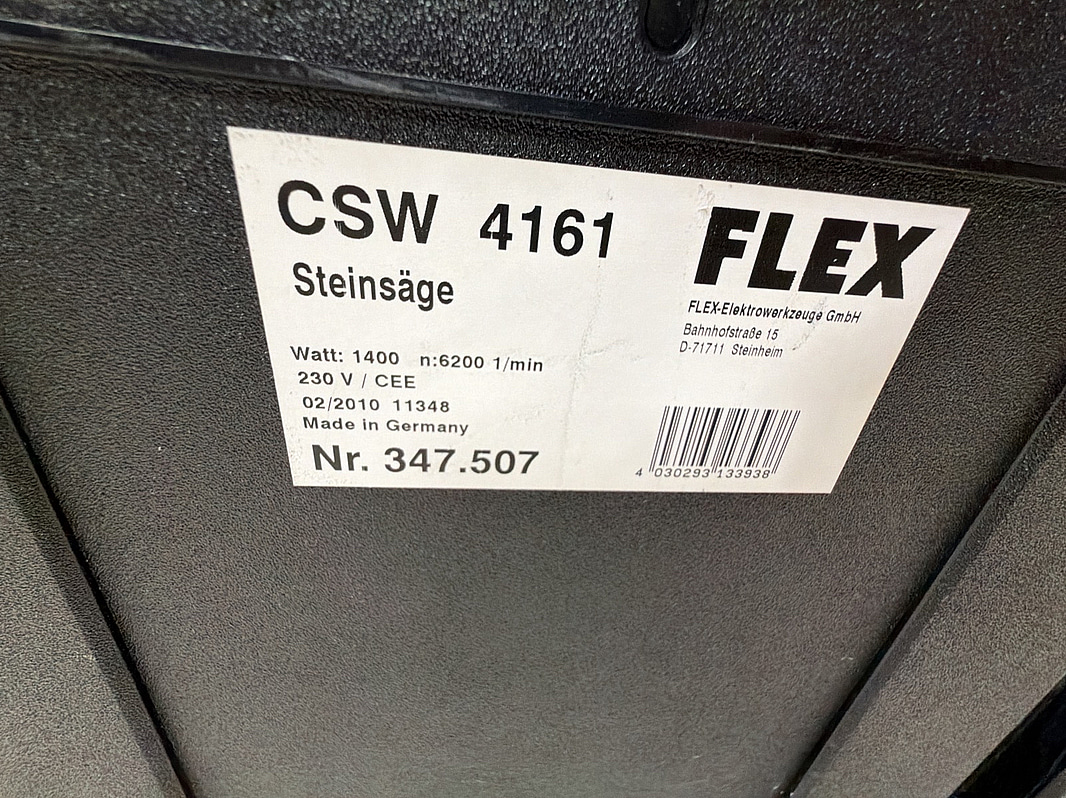 CSW 4161
Steinsäge
Watt: 1400 n:6200 1/min
230 V / CEE
02/2010 11348
Made in Germany
Nr. 347.507
FLEX
FLEX-Elektrowerkzeuge GmbH
Bahnhofstraße 15
D-71711 Steinheim
4 030293 133938